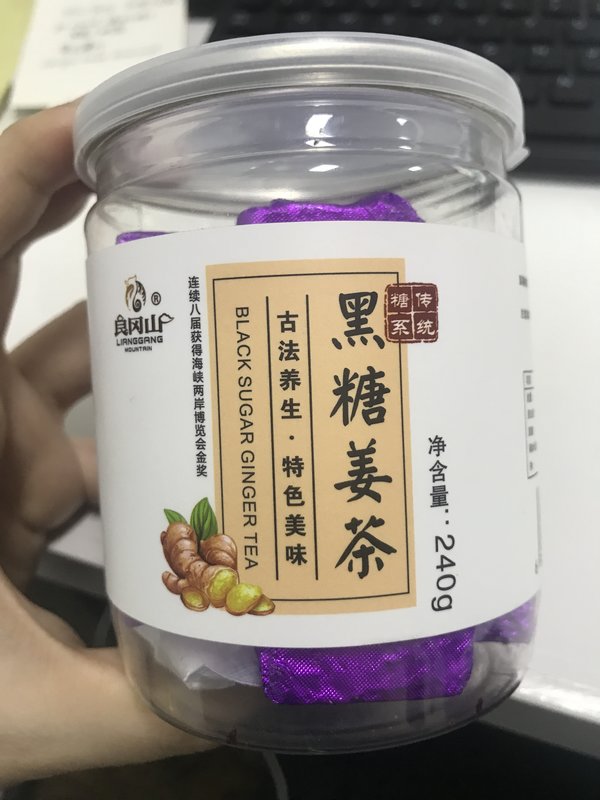 良冈山®
LIANGGANG
MOUNTAIN
连续八届获得海峡两岸博览会金奖
BLACK SUGAR GINGER TEA
古法养生·特色美味
黑糖姜茶
传统
糖系
净含量：240g